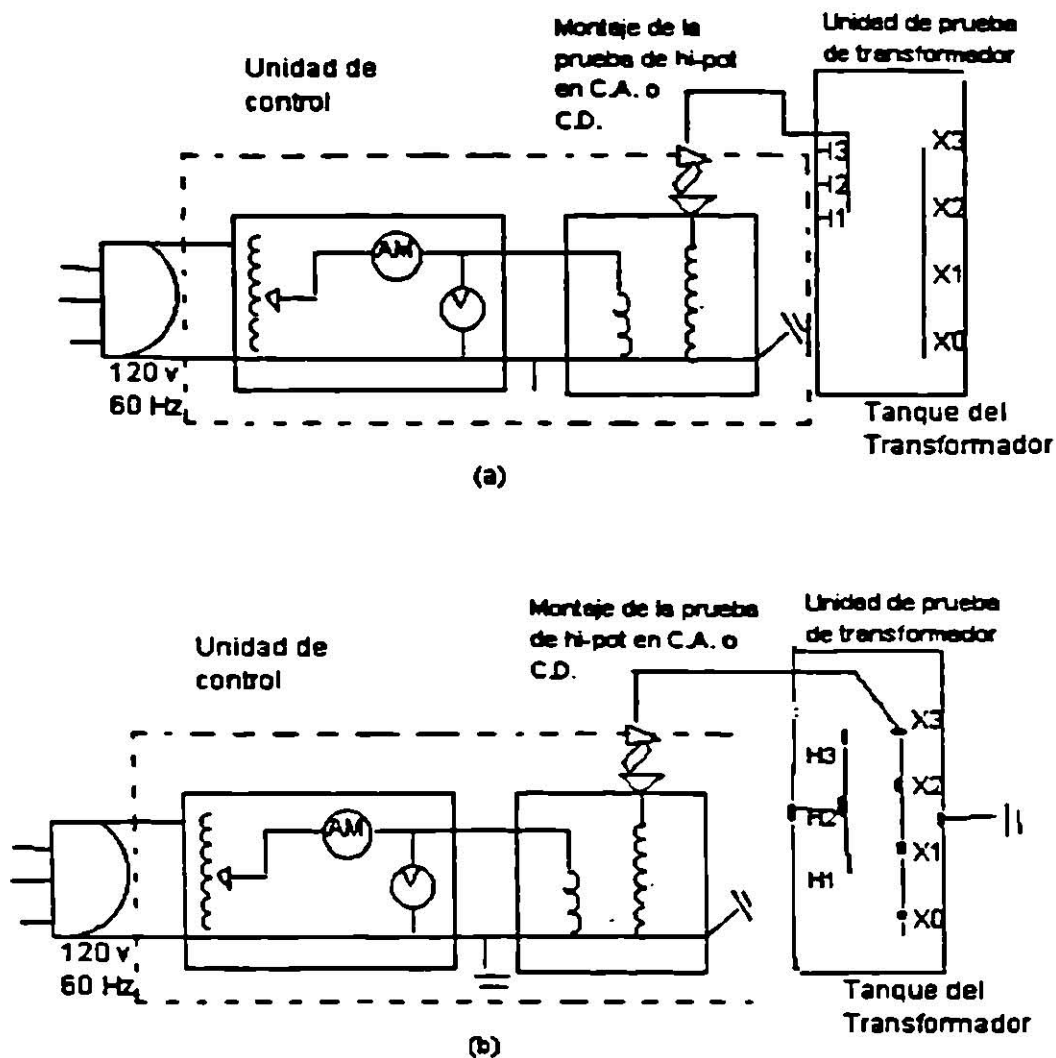 Unidad de
control
Montaje de la
prueba de hi-pot
en C.A. o
C.D.
Unidad de prueba
de transformador
3
2
1
X3
X2
X1
X0
AM
V
120 v
60 Hz
Tanque del
Transformador
(a)
Unidad de
control
Montaje de la prueba
de hi-pot en C.A. o
C.D.
Unidad de prueba
de transformador
H3
H2
H1
X3
X2
X1
X0
AM
V
120 v
60 Hz
Tanque del
Transformador
(b)